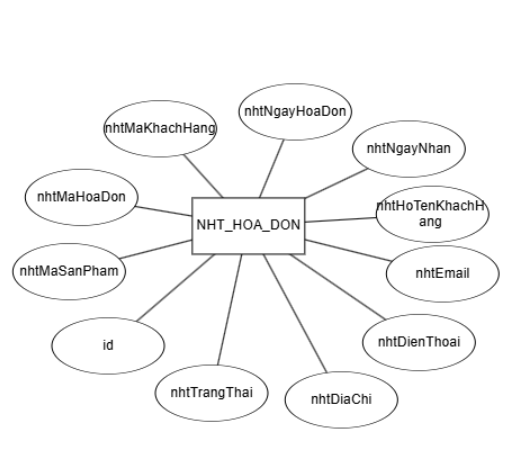 nhtNgayHoaDon
nhtMaKhachHang
nhtNgayNhan
nhtMaHoaDon
nhtHoTenKhachH
ang
NHT_HOA_DON
nhtMaSanPham
nhtEmail
id
nhtDienThoai
nhtTrangThai
nhtDiaChi